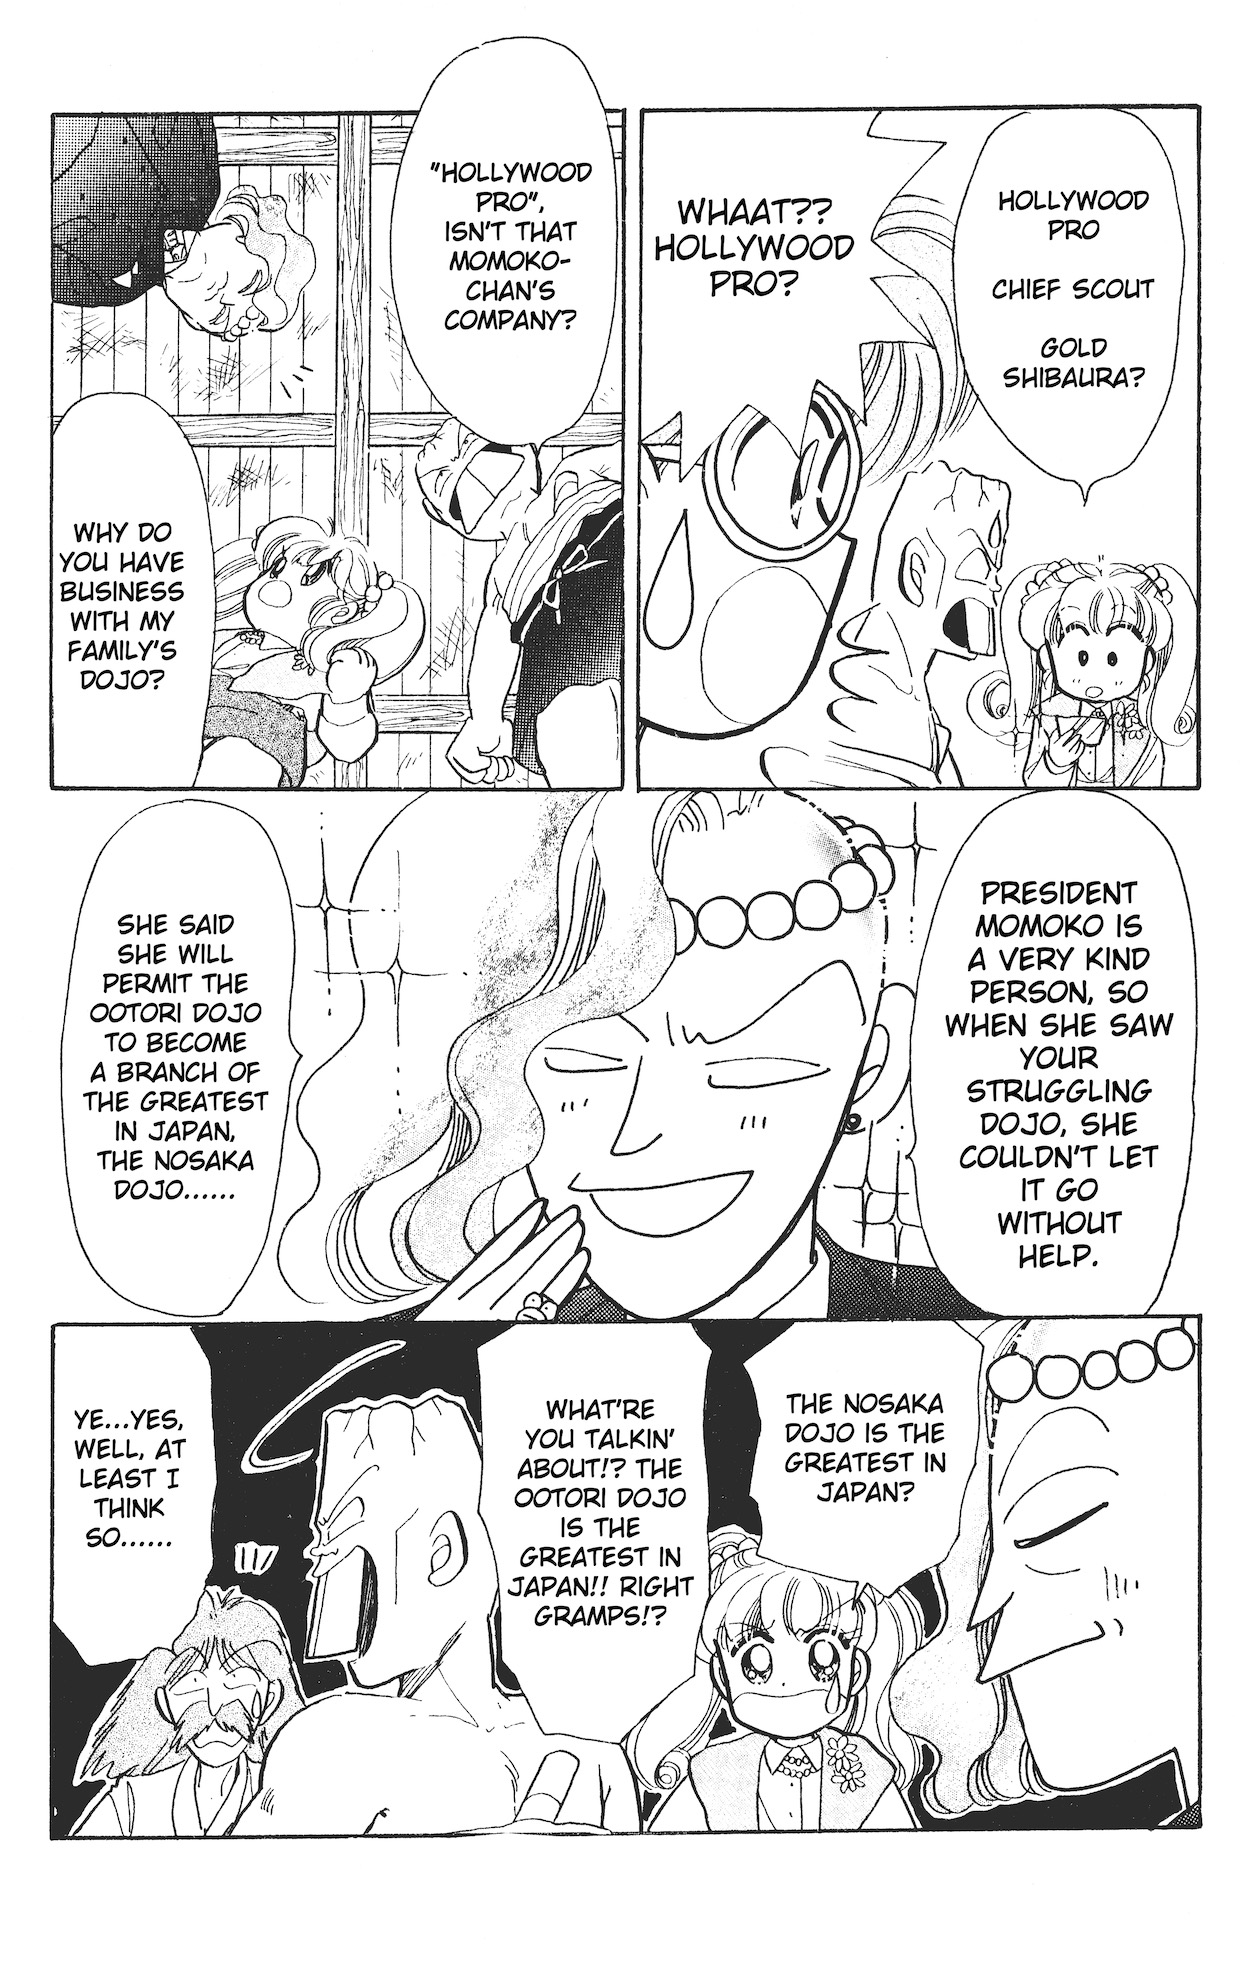 HOLLYWOOD
PRO
CHIEF SCOUT
GOLD
SHIBAURA?
WHAAT??
HOLLYWOOD
PRO?
"HOLLYWOOD
PRO",
ISN'T THAT
MOMOKO-
CHAN'S
COMPANY?
WHY DO
YOU HAVE
BUSINESS
WITH MY
FAMILY'S
DOJO?
PRESIDENT
MOMOKO IS
A VERY KIND
PERSON, SO
WHEN SHE SAW
YOUR
STRUGGLING
DOJO, SHE
COULDN'T LET
IT GO
WITHOUT
HELP.
SHE SAID
SHE WILL
PERMIT THE
OOTORI DOJO
TO BECOME
A BRANCH OF
THE GREATEST
IN JAPAN,
THE NOSAKA
DOJO......
THE NOSAKA
DOJO IS THE
GREATEST IN
JAPAN?
WHAT'RE
YOU TALKIN'
ABOUT!? THE
OOTORI DOJO
IS THE
GREATEST IN
JAPAN!! RIGHT
GRAMPS!?
YE...YES,
WELL, AT
LEAST I
THINK
SO......